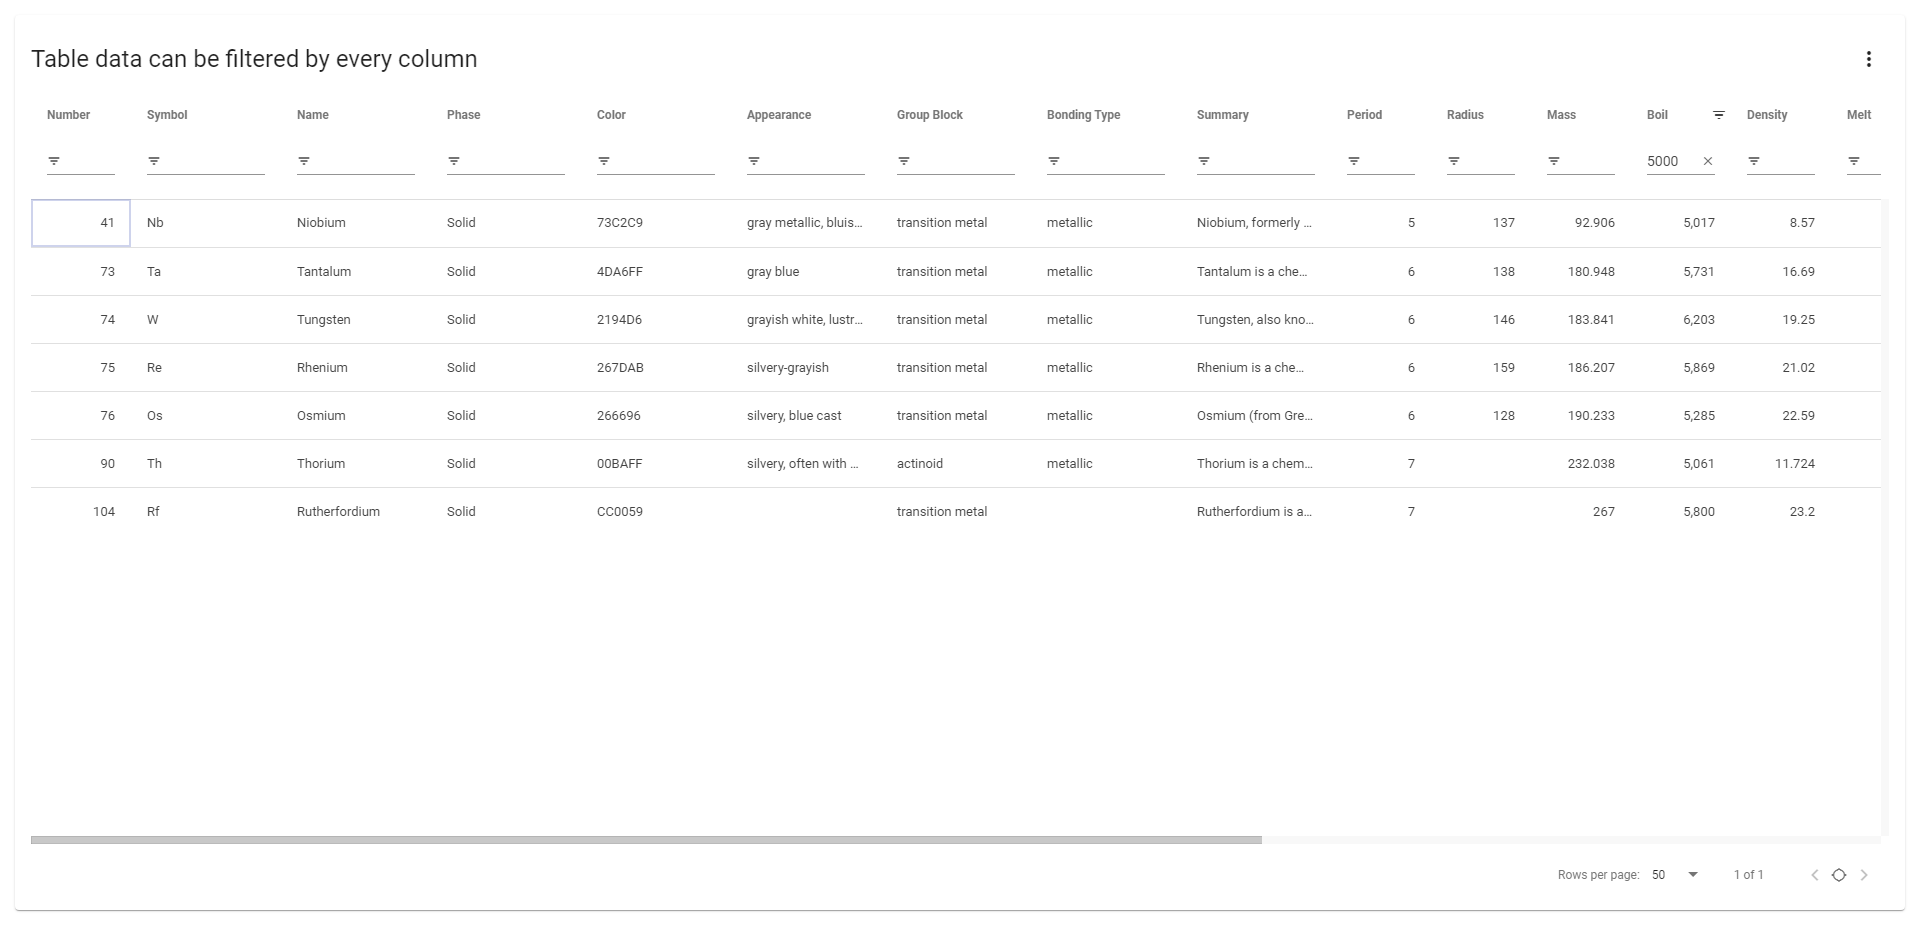 Table data can be filtered by every column
Number Symbol Name Phase Color Appearance Group Block Bonding Type Summary Period Radius Mass Boil Density Melt
5000
41 Nb Niobium Solid 73C2C9 gray metallic, bluis... transition metal metallic Niobium, formerly ... 5 137 92.906 5,017 8.57
73 Ta Tantalum Solid 4DA6FF gray blue transition metal metallic Tantalum is a che... 6 138 180.948 5,731 16.69
74 W Tungsten Solid 2194D6 grayish white, lustr... transition metal metallic Tungsten, also kno... 6 146 183.841 6,203 19.25
75 Re Rhenium Solid 267DAB silvery-grayish transition metal metallic Rhenium is a che... 6 159 186.207 5,869 21.02
76 Os Osmium Solid 266696 silvery, blue cast transition metal metallic Osmium (from Gre... 6 128 190.233 5,285 22.59
90 Th Thorium Solid 00BAFF silvery, often with ... actinoid metallic Thorium is a chem... 7 232.038 5,061 11.724
104 Rf Rutherfordium Solid CC0059 transition metal Rutherfordium is a... 7 267 5,800 23.2
Rows per page: 50 1 of 1